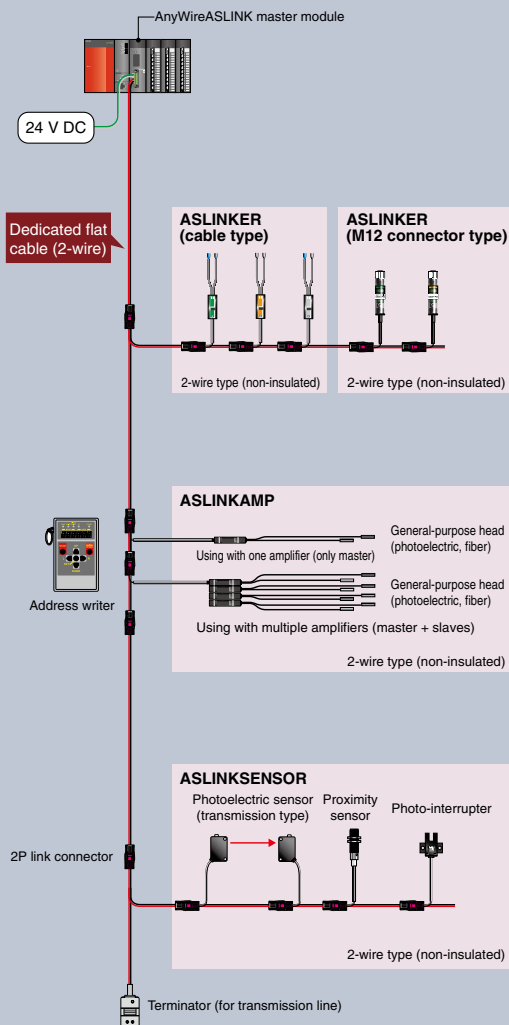 AnyWireASLINK master module
24 V DC
Dedicated flat
cable (2-wire)
ASLINKER
(cable type)
2-wire type (non-insulated)
ASLINKER
(M12 connector type)
2-wire type (non-insulated)
ASLINKAMP
Using with one amplifier (only master)
General-purpose head
(photoelectric, fiber)
General-purpose head
(photoelectric, fiber)
Using with multiple amplifiers (master + slaves)
2-wire type (non-insulated)
Address writer
ASLINKSENSOR
Photoelectric sensor
(transmission type)
Proximity
sensor
Photo-interrupter
2P link connector
2-wire type (non-insulated)
Terminator (for transmission line)